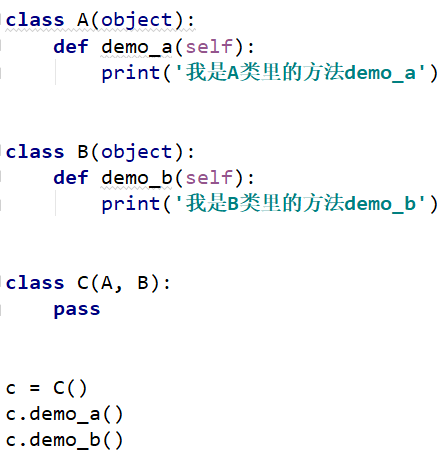 class A(object):
    def demo_a(self):
        print('我是A类里的方法demo_a')
class B(object):
    def demo_b(self):
        print('我是B类里的方法demo_b')
class C(A, B):
    pass
c = C()
c.demo_a()
c.demo_b()